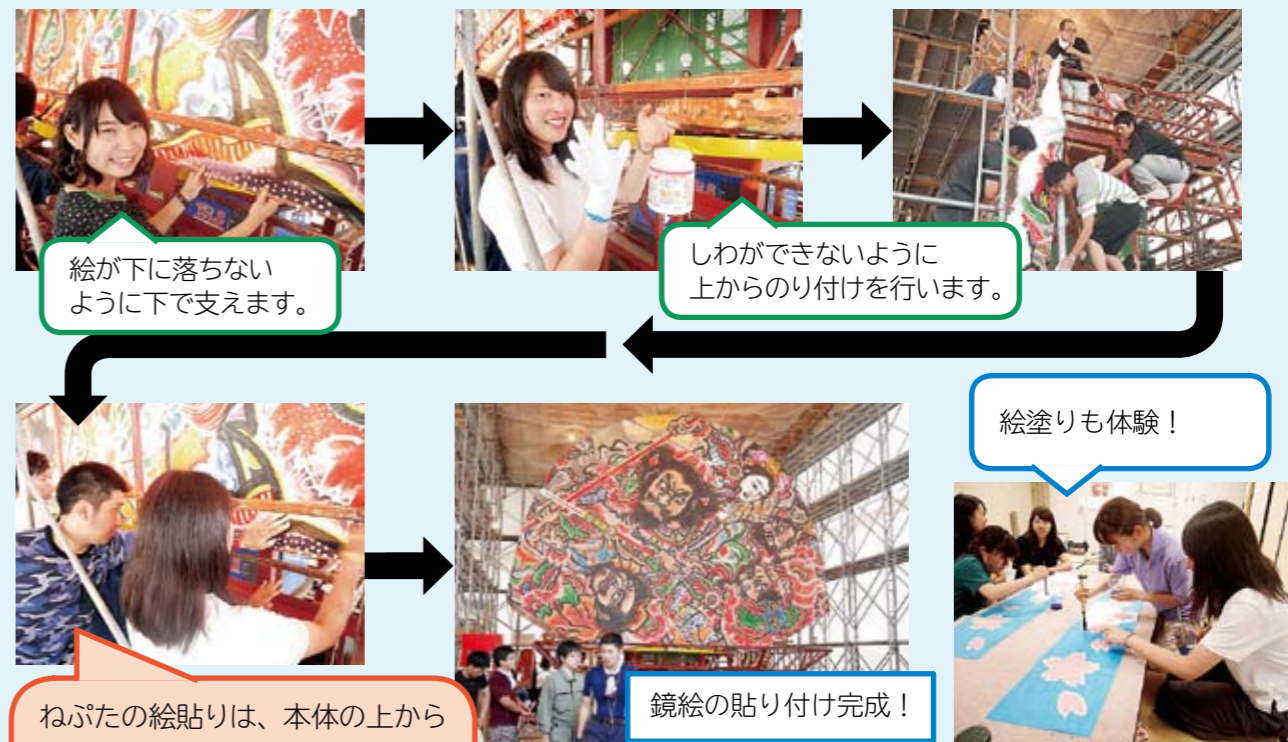 絵が下に落ちない
ように下で支えます。
しわができないように
上からのり付けを行います。
ねぷたの絵貼りは、本体の上から
鏡絵の貼り付け完成！
絵塗りも体験！